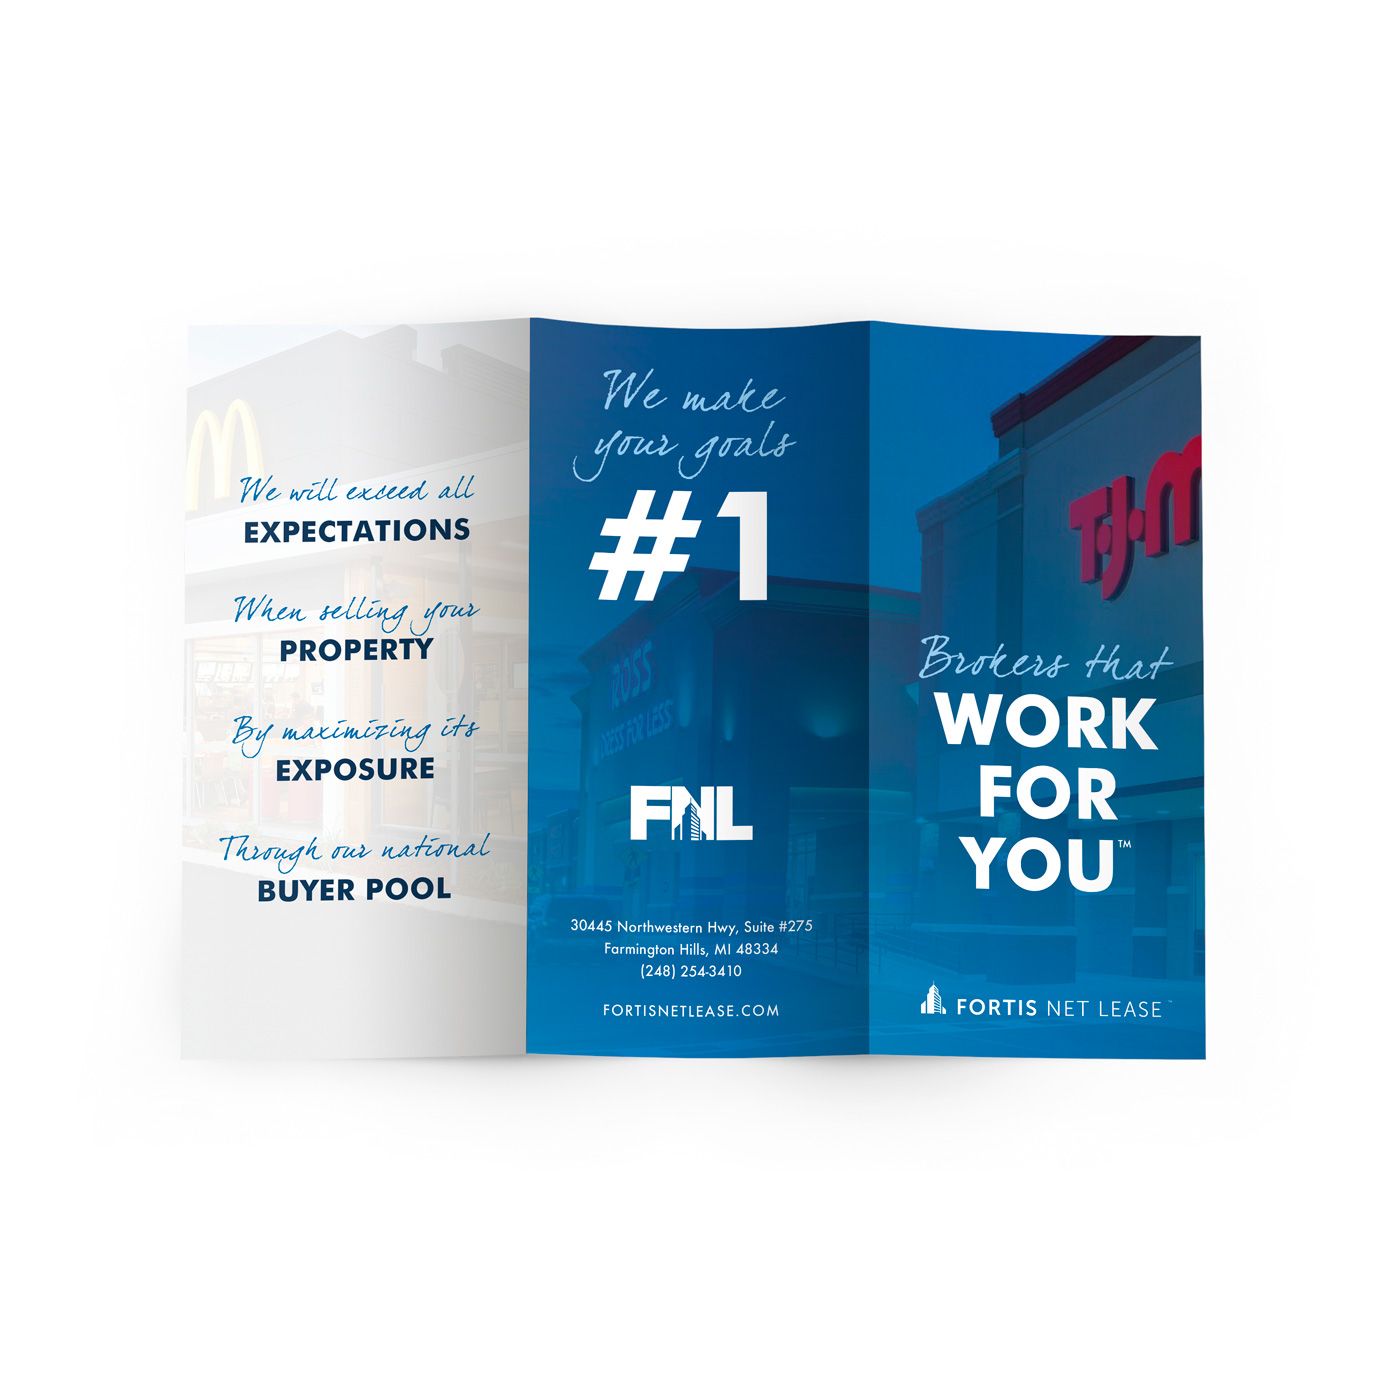 We will exceed all
EXPECTATIONS
When selling your
PROPERTY
By maximizing its
EXPOSURE
Through our national
BUYER POOL
We make
your goals
#1
ROSS
DRESS FOR LESS
FNL
30445 Northwestern Hwy, Suite #275
Farmington Hills, MI 48334
(248) 254-3410
FORTISNETLEASE.COM
T•J•M
Brokers that
WORK
FOR
YOU™
FORTIS NET LEASE™